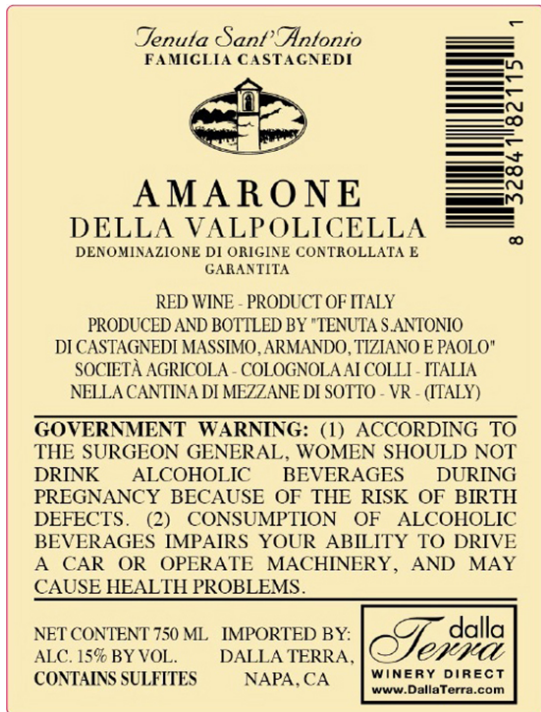 Tenuta Sant'Antonio
FAMIGLIA CASTAGNEDI
8 32841 82115 1
AMARONE
DELLA VALPOLICELLA
DENOMINAZIONE DI ORIGINE CONTROLLATA E
GARANTITA
RED WINE - PRODUCT OF ITALY
PRODUCED AND BOTTLED BY "TENUTA S.ANTONIO
DI CASTAGNEDI MASSIMO, ARMANDO, TIZIANO E PAOLO"
SOCIETÀ AGRICOLA - COLOGNOLA AI COLLI - ITALIA
NELLA CANTINA DI MEZZANE DI SOTTO - VR - (ITALY)
GOVERNMENT WARNING: (1) ACCORDING TO
THE SURGEON GENERAL, WOMEN SHOULD NOT
DRINK ALCOHOLIC BEVERAGES DURING
PREGNANCY BECAUSE OF THE RISK OF BIRTH
DEFECTS. (2) CONSUMPTION OF ALCOHOLIC
BEVERAGES IMPAIRS YOUR ABILITY TO DRIVE
A CAR OR OPERATE MACHINERY, AND MAY
CAUSE HEALTH PROBLEMS.
NET CONTENT 750 ML
ALC. 15% BY VOL.
CONTAINS SULFITES
IMPORTED BY:
DALLA TERRA,
NAPA, CA
dalla
Terra
WINERY DIRECT
www.DallaTerra.com